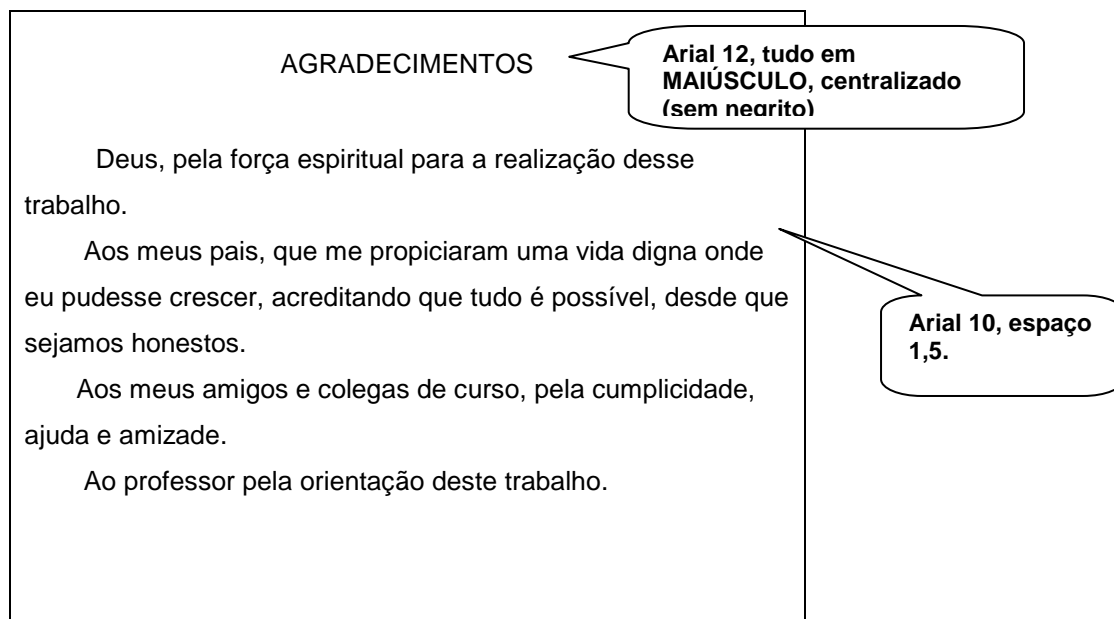 AGRADECIMENTOS
Arial 12, tudo em
MAIÚSCULO, centralizado
(sem negrito)
Deus, pela força espiritual para a realização desse
trabalho.
Aos meus pais, que me propiciaram uma vida digna onde
eu pudesse crescer, acreditando que tudo é possível, desde que
sejamos honestos.
Arial 10, espaço
1,5.
Aos meus amigos e colegas de curso, pela cumplicidade,
ajuda e amizade.
Ao professor pela orientação deste trabalho.